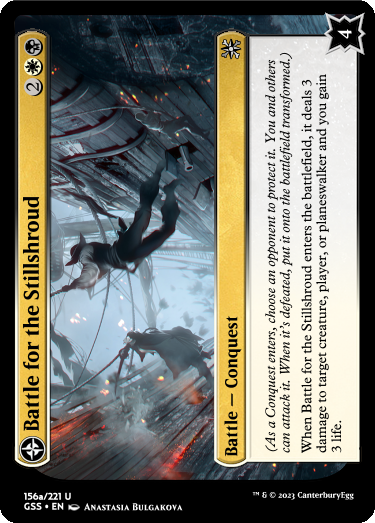 Battle for the Stillshroud
2
Battle — Conquest
(As a Conquest enters, choose an opponent to protect it. You and others
can attack it. When it's defeated, put it onto the battlefield transformed.)
When Battle for the Stillshroud enters the battlefield, it deals 3
damage to target creature, player, or planeswalker and you gain
3 life.
4
156a/221 U
GSS • EN Anastasia Bulgakova
™ & © 2023 CanterburyEgg